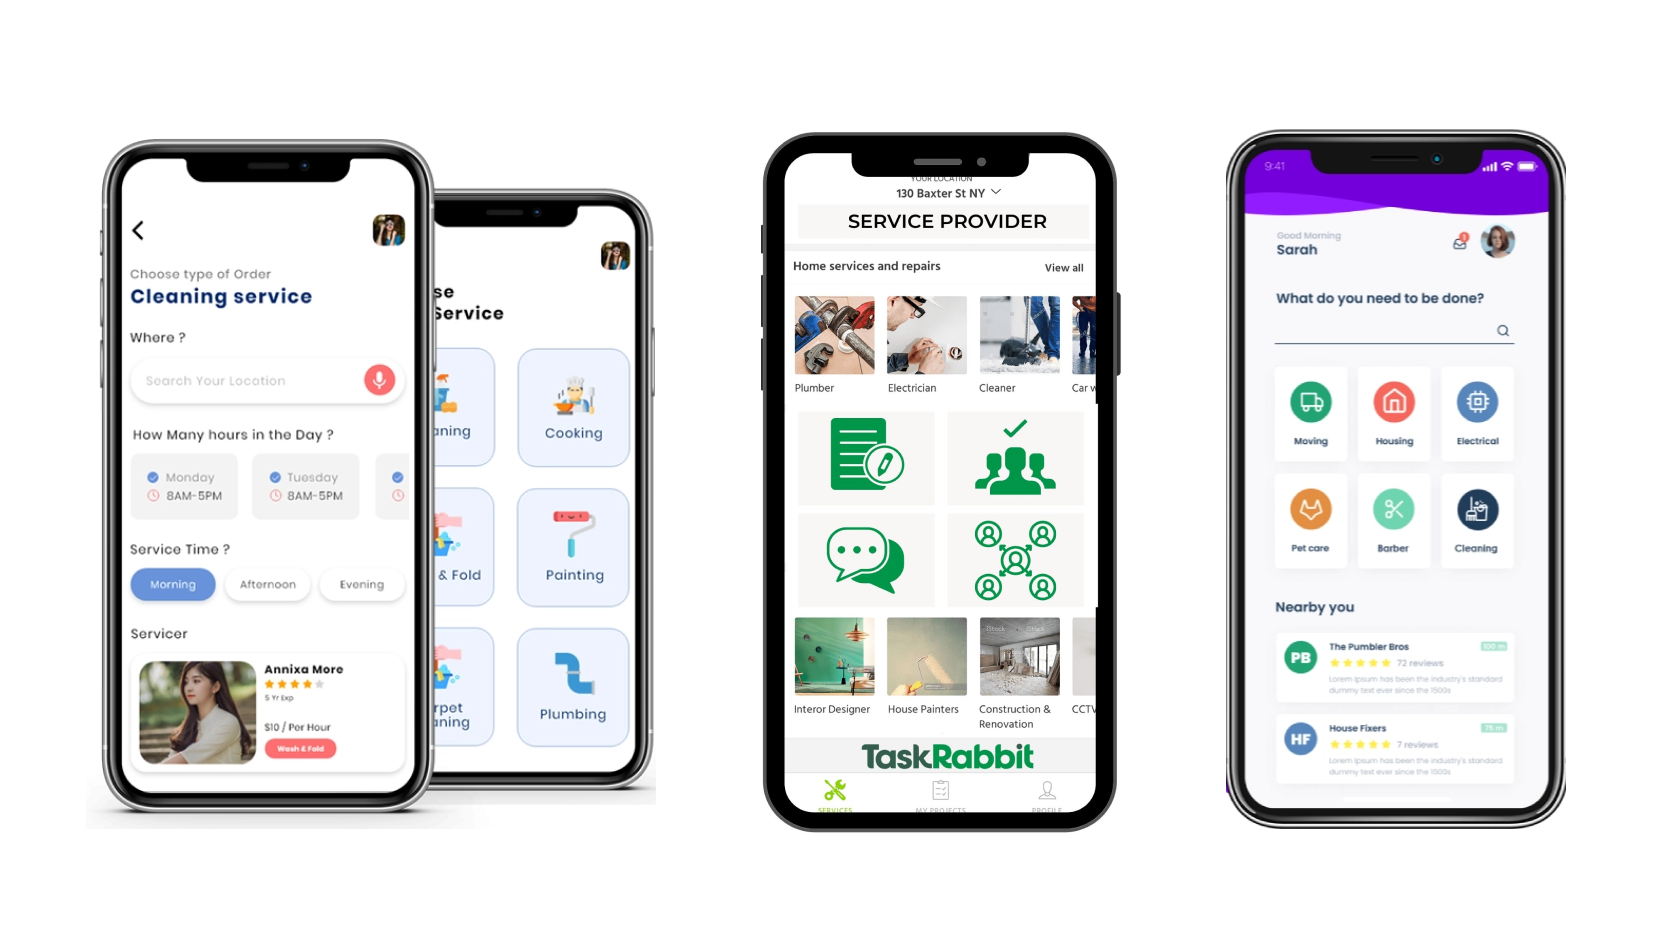 Choose type of Order
Cleaning service
Where ?
Search Your Location
How Many hours in the Day ?
Monday
8AM-5PM
Tuesday
8AM-5PM
Service Time ?
Morning
Afternoon
Evening
Servicer
Annixa More
5 Yr Exp
$10 / Per Hour
Wash & Fold
se
Service
aning
Cooking
& Fold
Painting
rpet
ning
Plumbing
YOUR LOCATION
130 Baxter St NY
SERVICE PROVIDER
Home services and repairs
View all
Plumber
Electrician
Cleaner
Car w
iStock
Interor Designer
House Painters
Construction &
Renovation
CCTV
TaskRabbit
SERVICES
MY PROJECTS
PROFILE
9:41
Good Morning
Sarah
What do you need to be done?
Moving
Housing
Electrical
Pet care
Barber
Cleaning
Nearby you
PB
The Pumbler Bros
100 m
72 reviews
Lorem Ipsum has been the industry's standard
dummy text ever since the 1500s
HF
House Fixers
75 m
7 reviews
Lorem Ipsum has been the industry's standard
dummy text ever since the 1500s